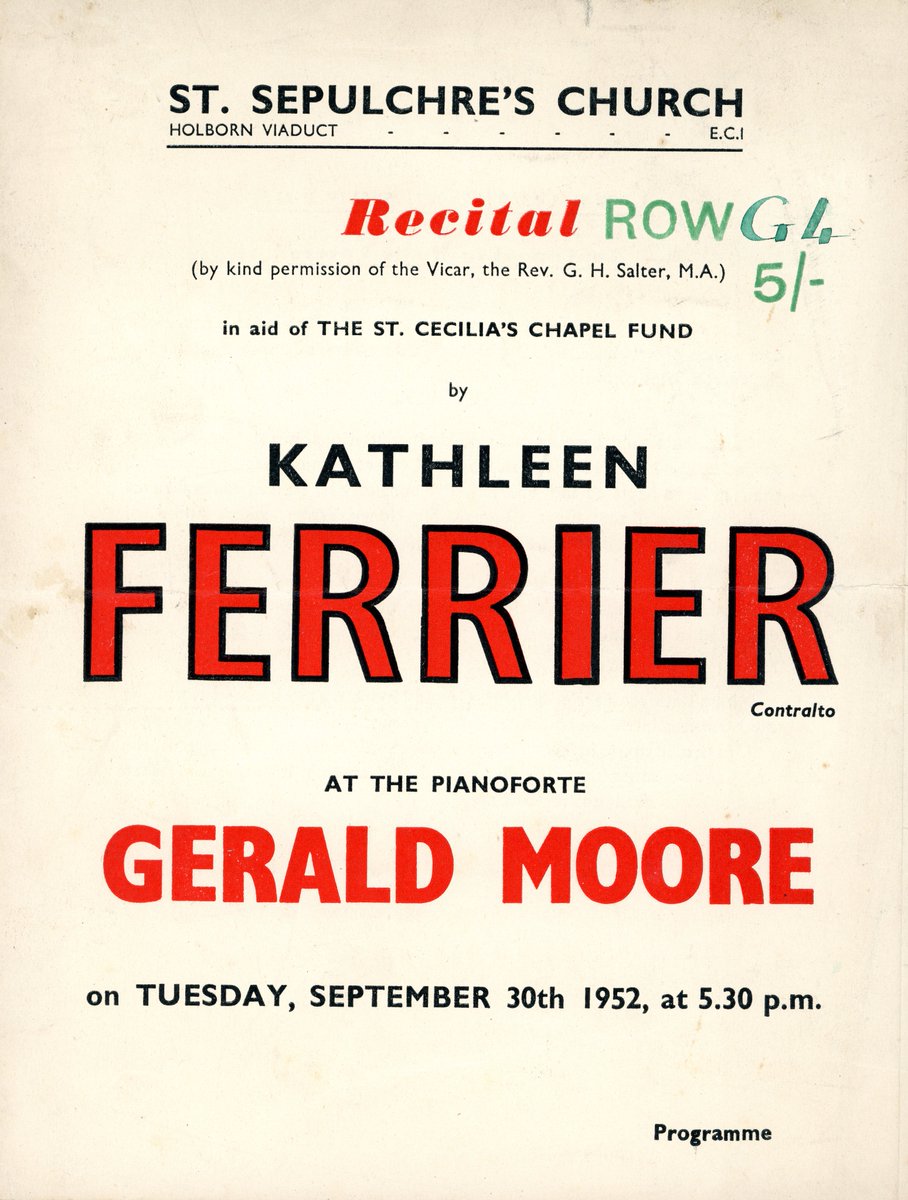 ST. SEPULCHRE'S CHURCH
HOLBORN VIADUCT - - - - - - E.C.1
Recital ROW G 4
(by kind permission of the Vicar, the Rev. G. H. Salter, M.A.)
5/-
in aid of THE ST. CECILIA'S CHAPEL FUND
by
KATHLEEN
FERRIER
Contralto
AT THE PIANOFORTE
GERALD MOORE
on TUESDAY, SEPTEMBER 30th 1952, at 5.30 p.m.
Programme